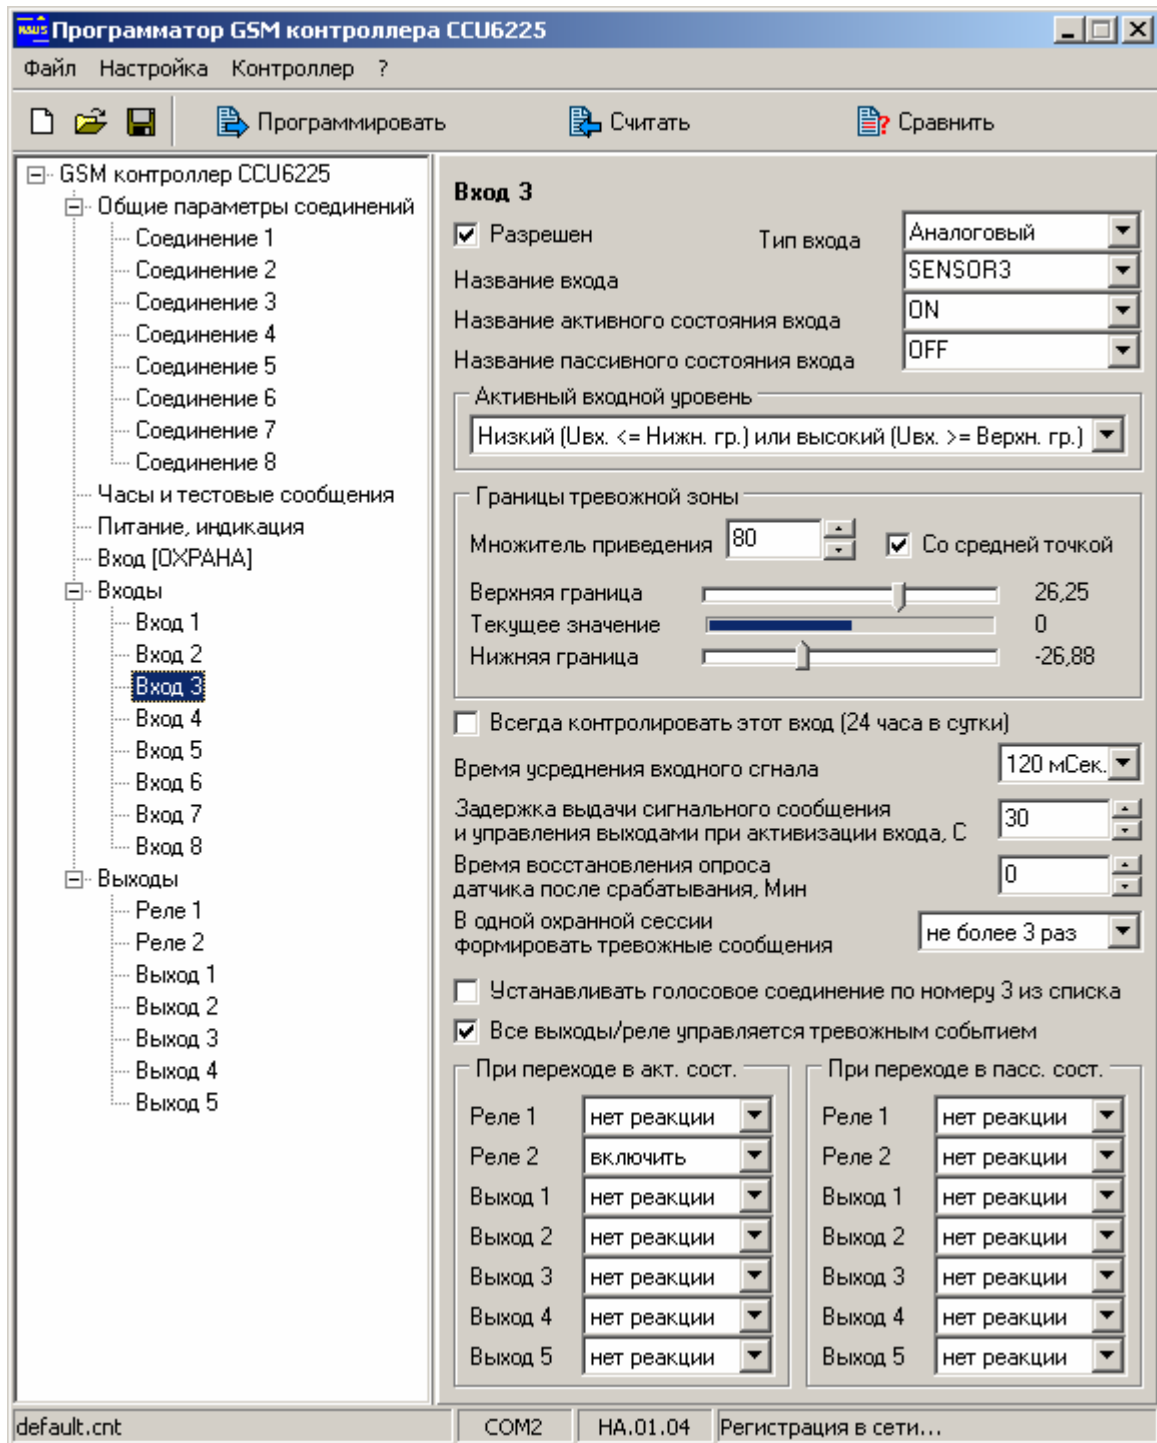 Программатор GSM контроллера CCU6225
Файл Настройка Контроллер ?
Программировать Считать Сравнить
GSM контроллер CCU6225
Общие параметры соединений
Соединение 1
Соединение 2
Соединение 3
Соединение 4
Соединение 5
Соединение 6
Соединение 7
Соединение 8
Часы и тестовые сообщения
Питание, индикация
Вход [ОХРАНА]
Входы
Вход 1
Вход 2
Вход 3
Вход 4
Вход 5
Вход 6
Вход 7
Вход 8
Выходы
Реле 1
Реле 2
Выход 1
Выход 2
Выход 3
Выход 4
Выход 5
Вход 3
Разрешен Тип входа Аналоговый
Название входа SENSOR3
Название активного состояния входа ON
Название пассивного состояния входа OFF
Активный входной уровень
Низкий (Uвх. <= Нижн. гр.) или высокий (Uвх. >= Верхн. гр.)
Границы тревожной зоны
Множитель приведения 80 Со средней точкой
Верхняя граница 26,25
Текущее значение 0
Нижняя граница -26,88
Всегда контролировать этот вход (24 часа в сутки)
Время усреднения входного сгнала 120 мСек.
Задержка выдачи сигнального сообщения
и управления выходами при активизации входа, С 30
Время восстановления опроса
датчика после срабатывания, Мин 0
В одной охранной сессии
формировать тревожные сообщения не более 3 раз
Устанавливать голосовое соединение по номеру 3 из списка
Все выходы/реле управляется тревожным событием
При переходе в акт. сост.
Реле 1 нет реакции
Реле 2 включить
Выход 1 нет реакции
Выход 2 нет реакции
Выход 3 нет реакции
Выход 4 нет реакции
Выход 5 нет реакции
При переходе в пасс. сост.
Реле 1 нет реакции
Реле 2 нет реакции
Выход 1 нет реакции
Выход 2 нет реакции
Выход 3 нет реакции
Выход 4 нет реакции
Выход 5 нет реакции
default.cnt COM2 HA.01.04 Регистрация в сети...